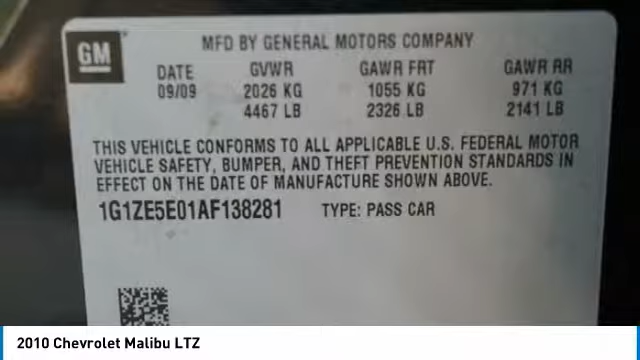 GM
MFD BY GENERAL MOTORS COMPANY
DATE GVWR GAWR FRT GAWR RR
09/09 2026 KG 1055 KG 971 KG
4467 LB 2326 LB 2141 LB
THIS VEHICLE CONFORMS TO ALL APPLICABLE U.S. FEDERAL MOTOR
VEHICLE SAFETY, BUMPER, AND THEFT PREVENTION STANDARDS IN
EFFECT ON THE DATE OF MANUFACTURE SHOWN ABOVE.
1G1ZE5E01AF138281 TYPE: PASS CAR
2010 Chevrolet Malibu LTZ